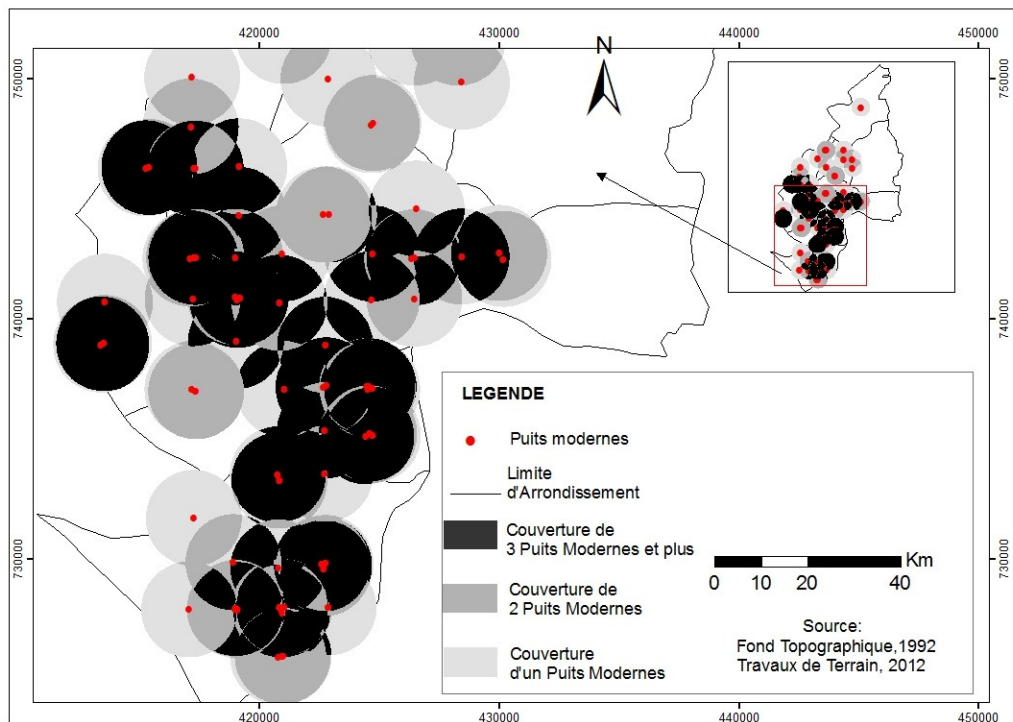 420000 430000 440000 450000
750000 750000
N
740000 740000
LEGENDE
Puits modernes
Limite
d'Arrondissement
Couverture de
3 Puits Modernes et plus
Couverture de
2 Puits Modernes
Couverture
d'un Puits Modernes
Km
0 10 20 40
Source:
Fond Topographique,1992
Travaux de Terrain, 2012
730000 730000
420000 430000 440000 450000